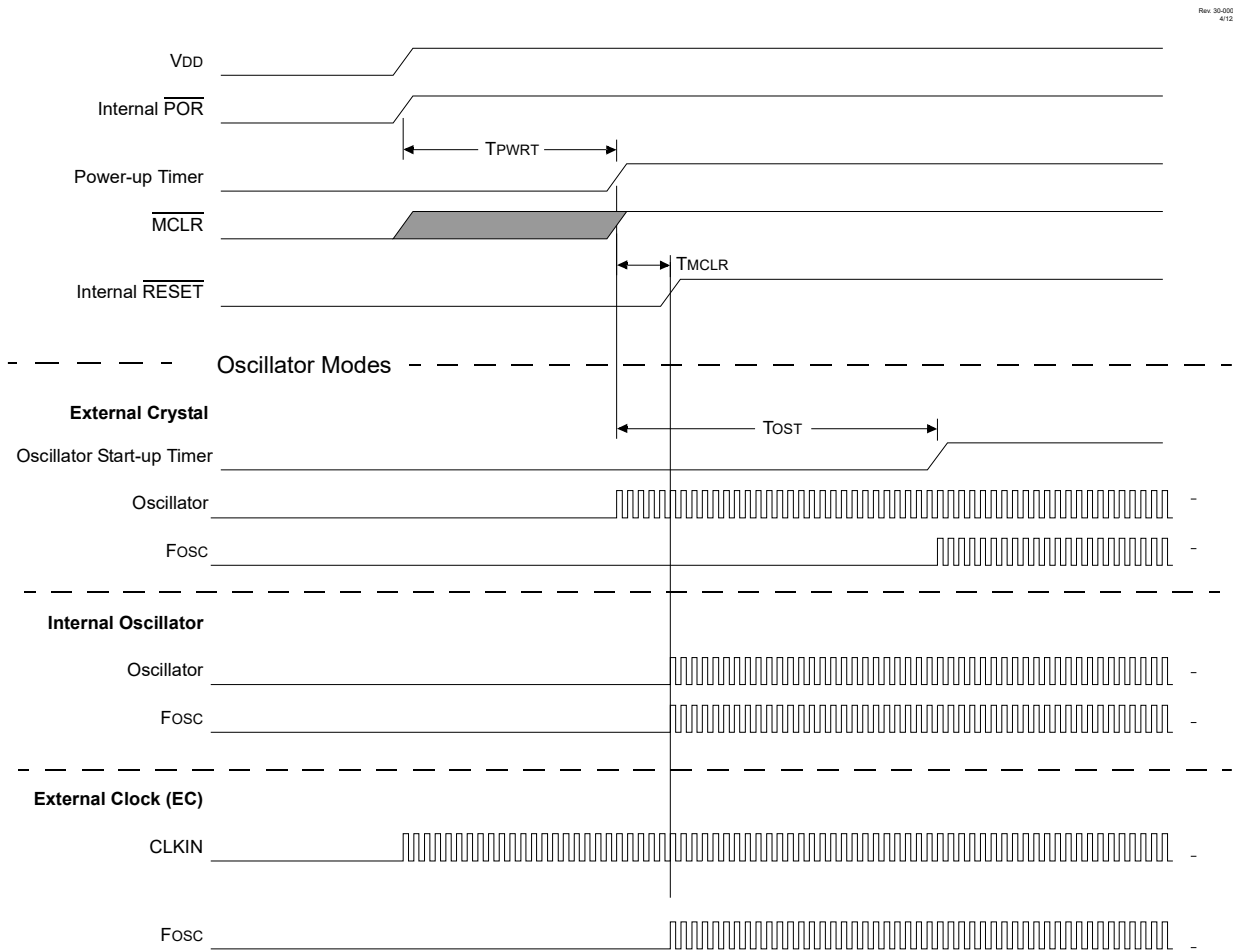 Rev. 30-000
4/12
VDD
Internal POR
TPWRT
Power-up Timer
MCLR
TMCLR
Internal RESET
Oscillator Modes
External Crystal
TOST
Oscillator Start-up Timer
Oscillator
FOSC
Internal Oscillator
Oscillator
FOSC
External Clock (EC)
CLKIN
FOSC